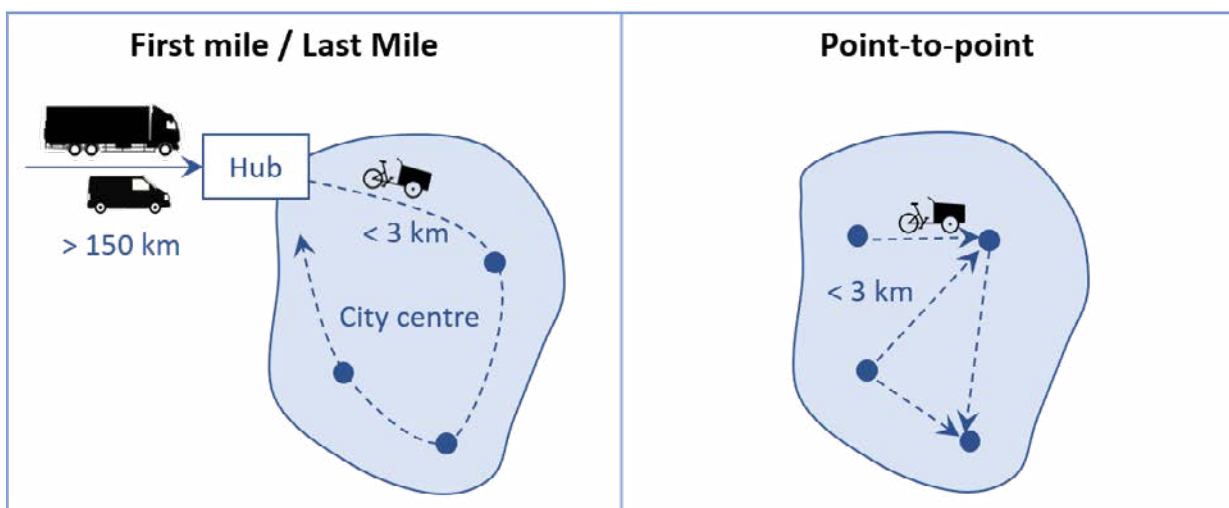 First mile / Last Mile
Hub
> 150 km
< 3 km
City centre
Point-to-point
< 3 km